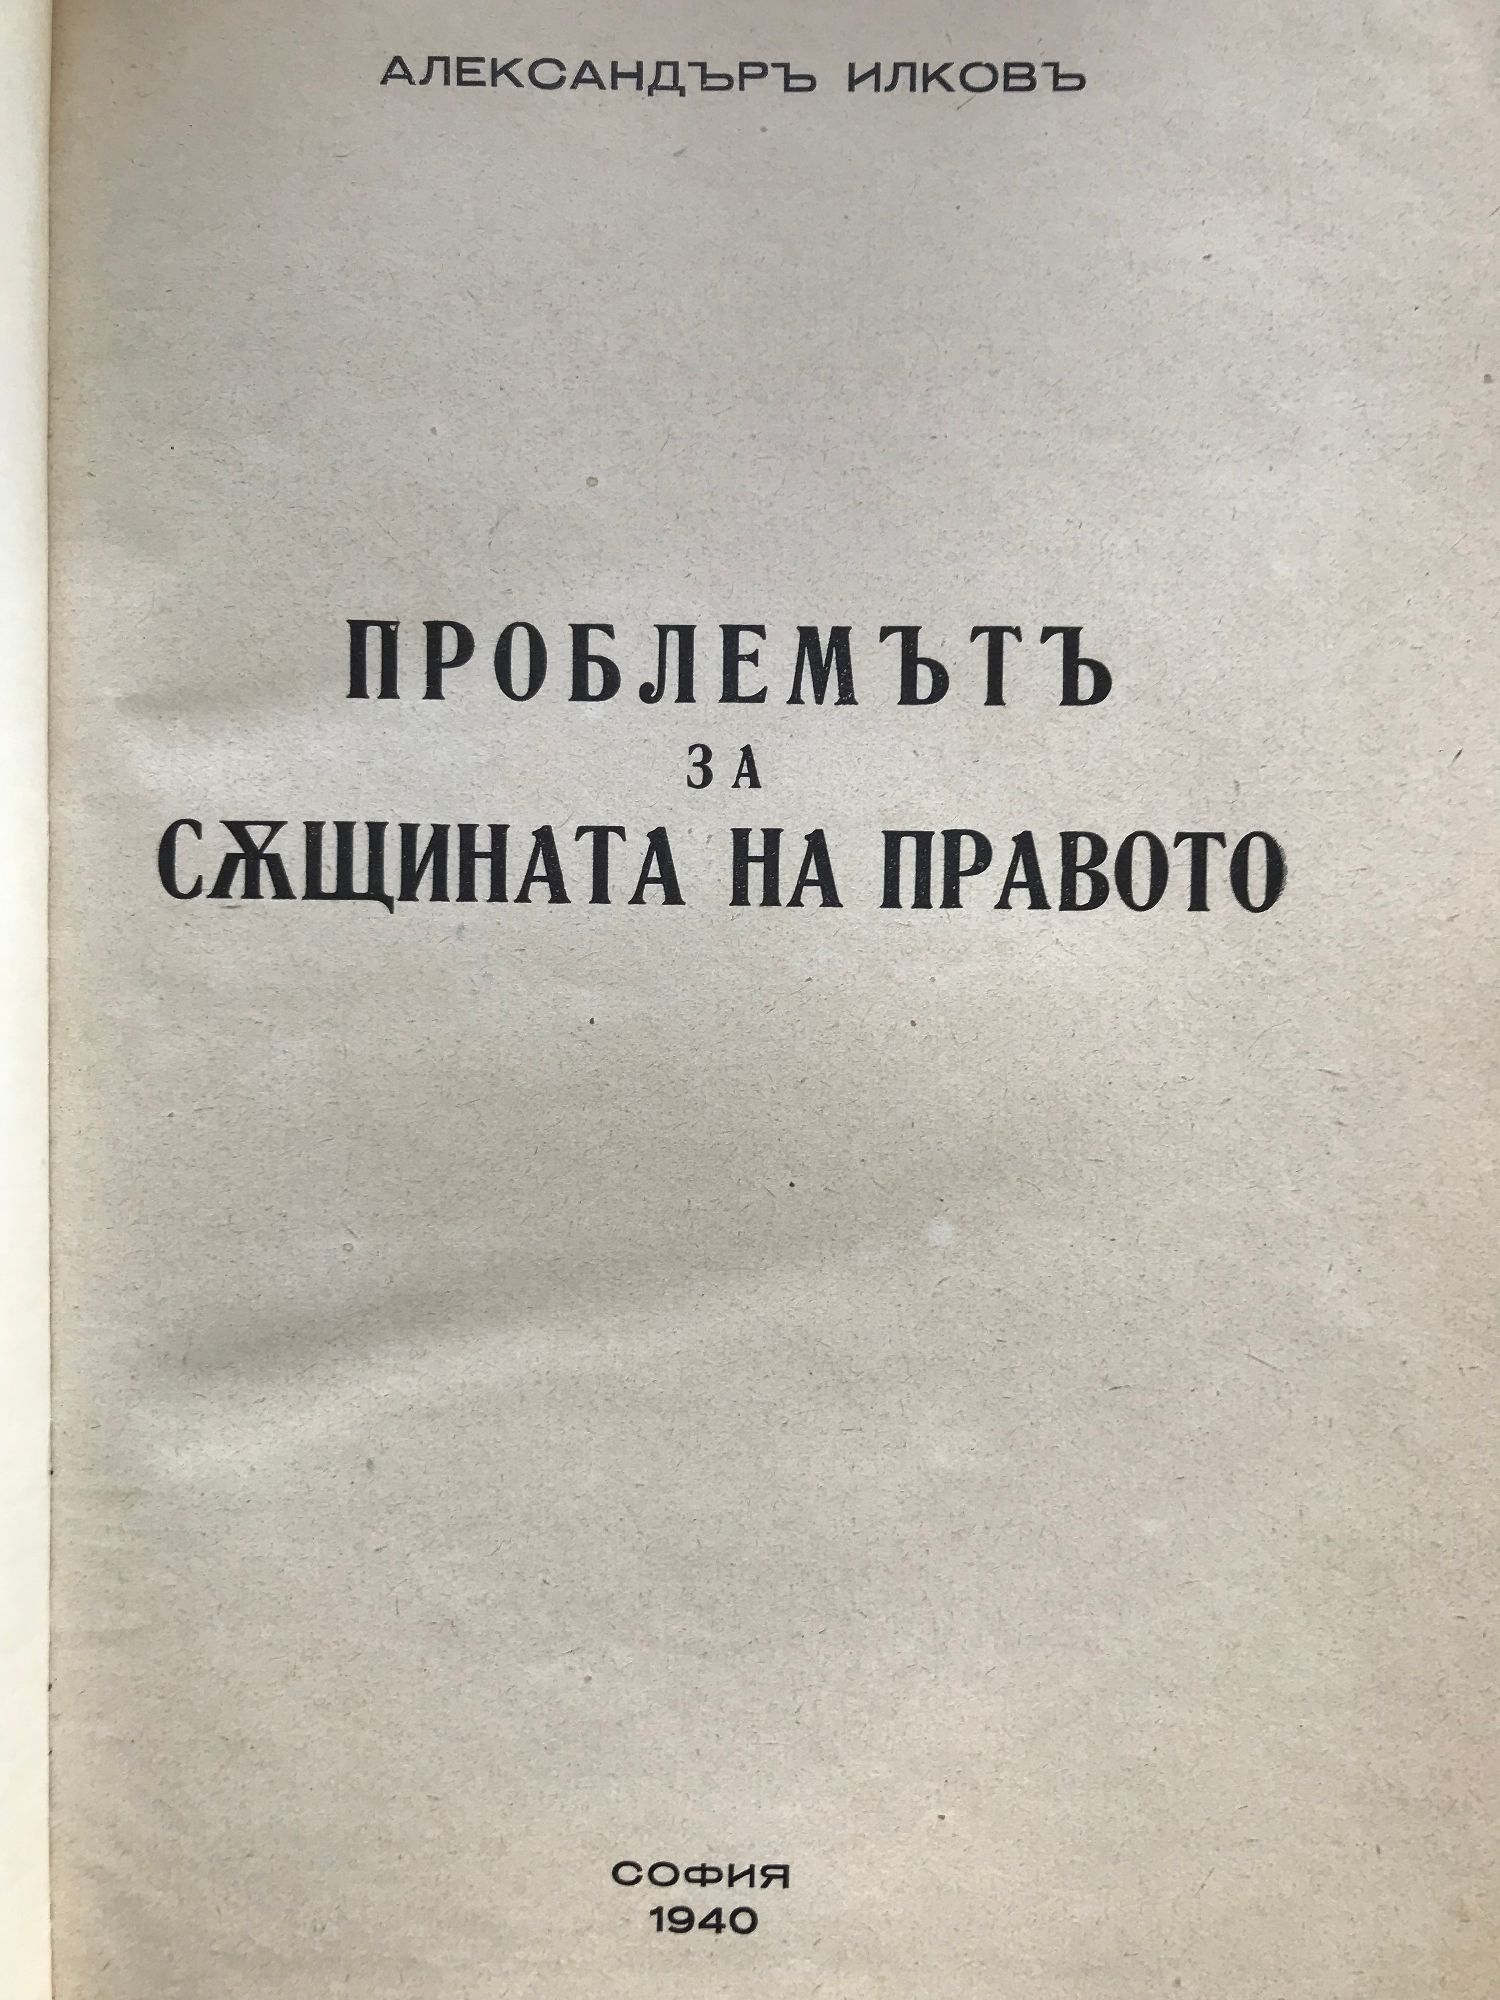 АЛЕКСАНДЪРЪ ИЛКОВЪ
ПРОБЛЕМЪТЪ
ЗА
СѪЩИНАТА НА ПРАВОТО
СОФИЯ
1940